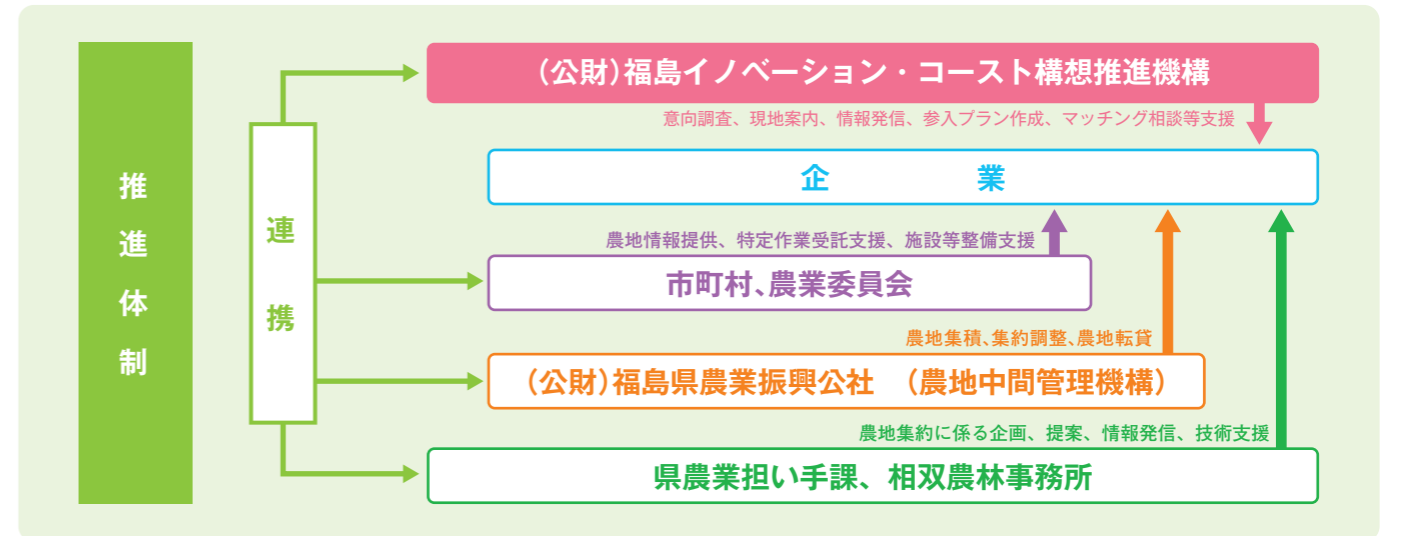 推進体制
連携
（公財）福島イノベーション・コースト構想推進機構
意向調査、現地案内、情報発信、参入プラン作成、マッチング相談等支援
企業
農地情報提供、特定作業受託支援、施設等整備支援
市町村、農業委員会
農地集積、集約調整、農地転貸
（公財）福島県農業振興公社　（農地中間管理機構）
農地集約に係る企画、提案、情報発信、技術支援
県農業担い手課、相双農林事務所